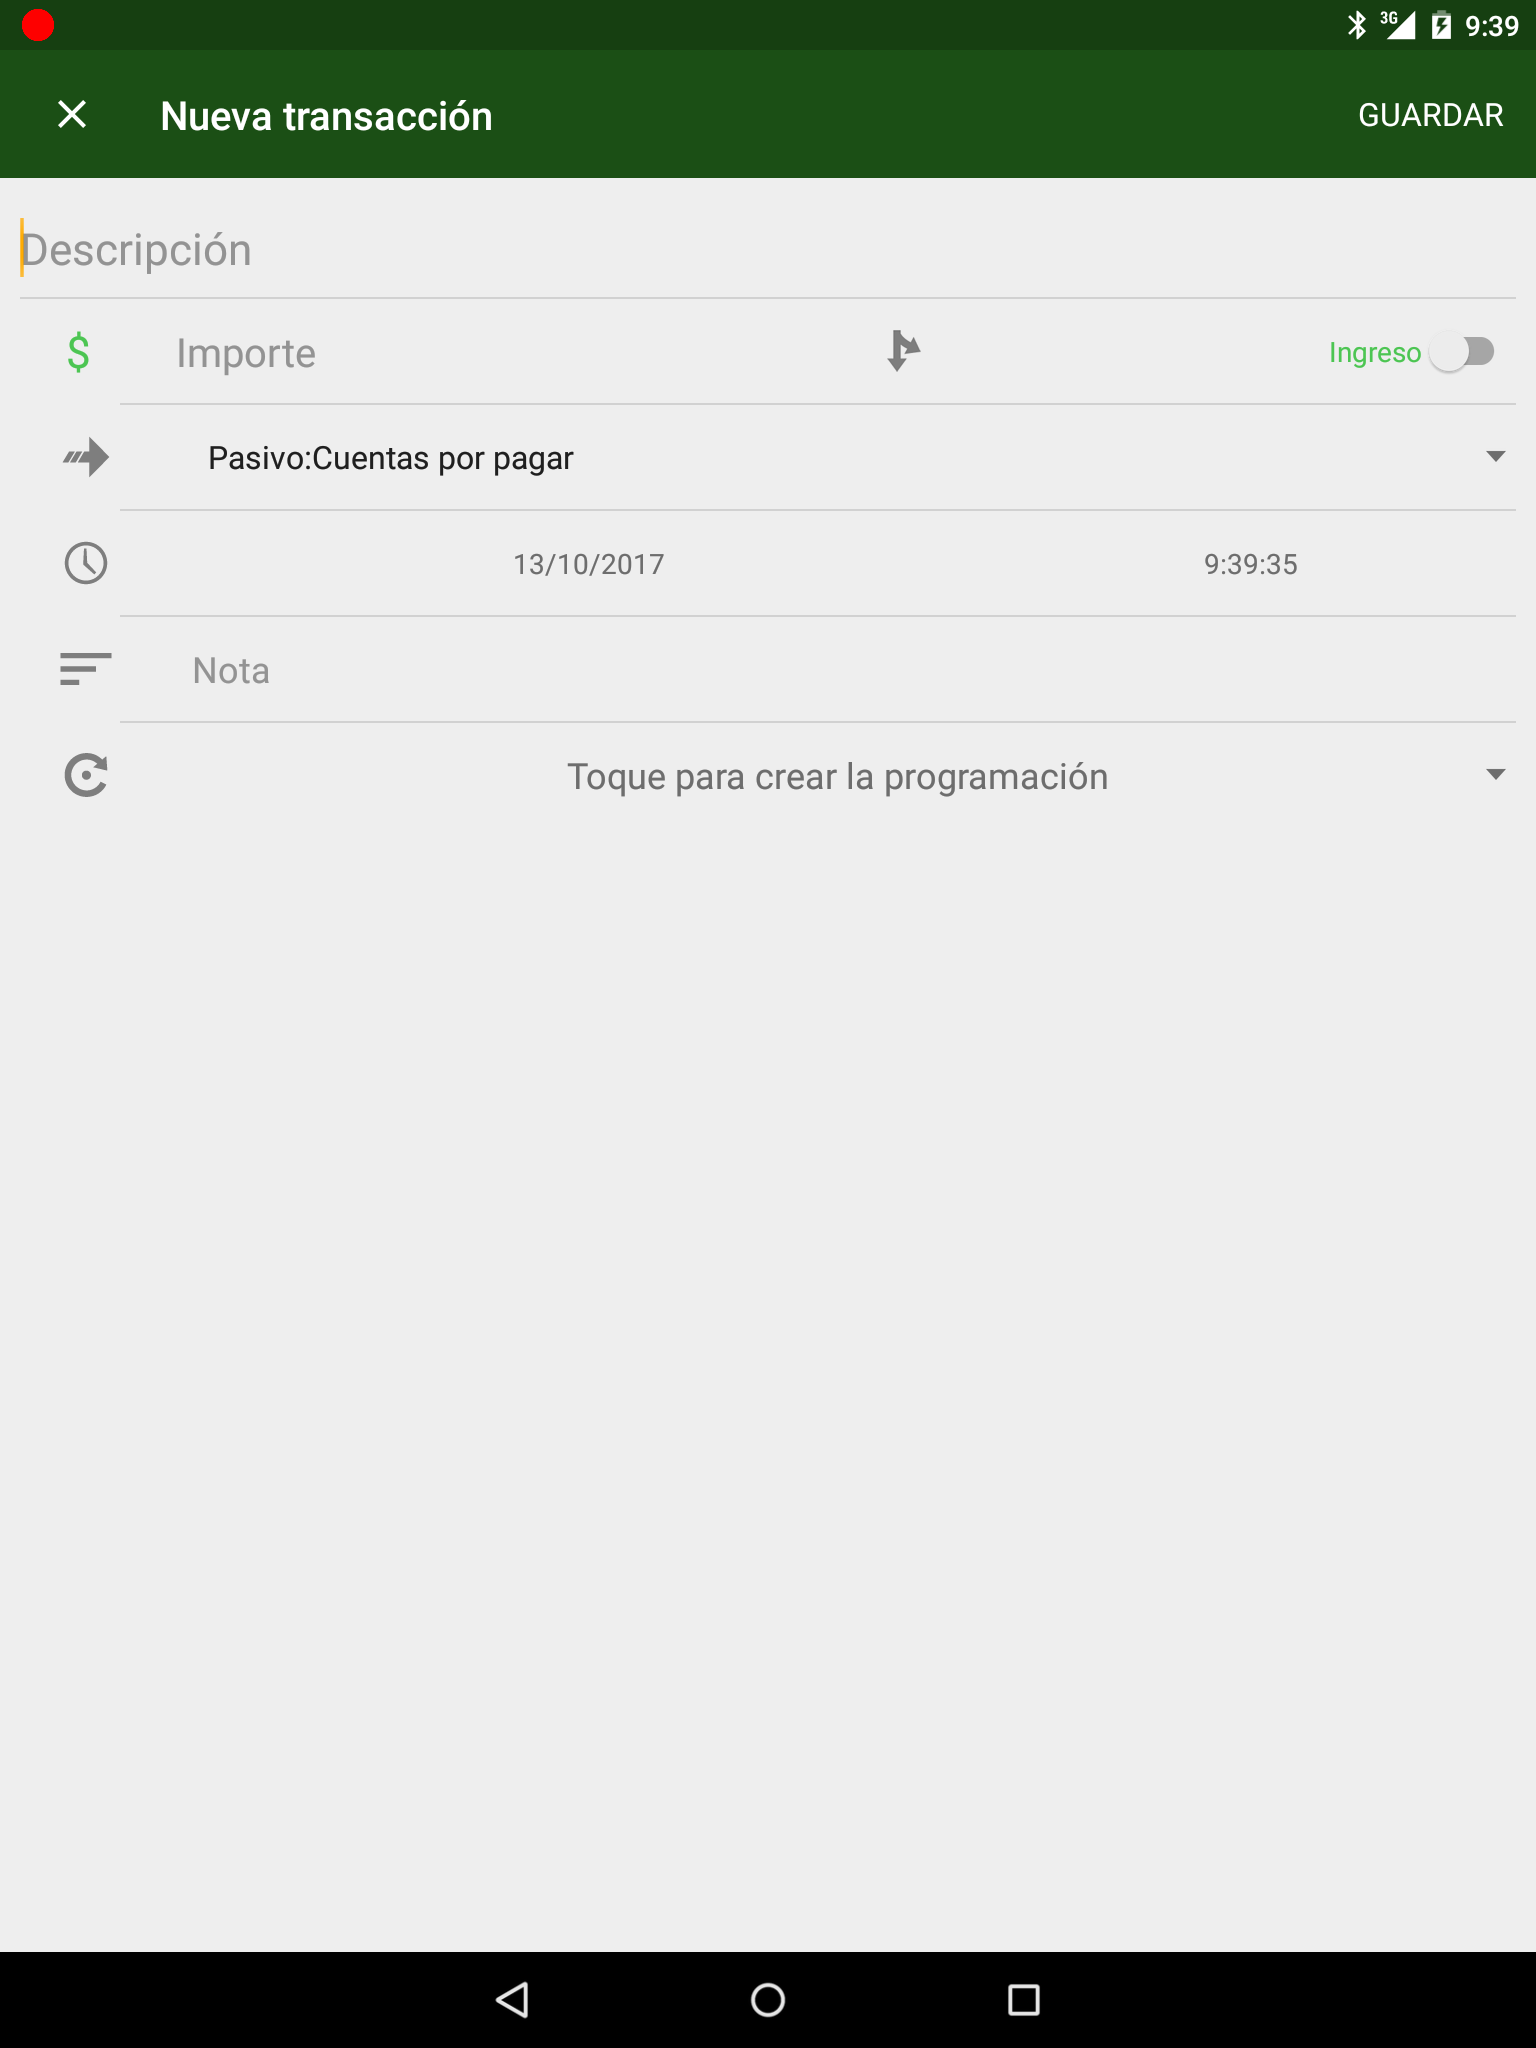 3G 9:39
Nueva transacción GUARDAR
Descripción
$ Importe Ingreso
Pasivo:Cuentas por pagar
13/10/2017 9:39:35
Nota
Toque para crear la programación